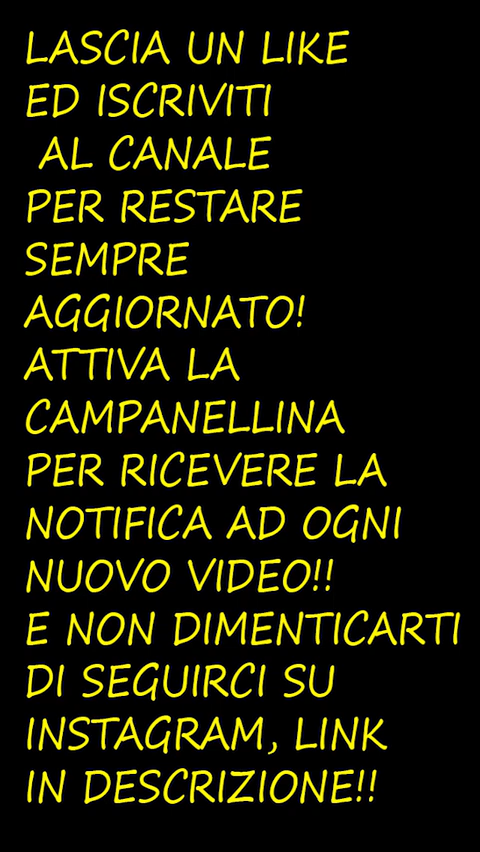 LASCIA UN LIKE
ED ISCRIVITI
AL CANALE
PER RESTARE
SEMPRE
AGGIORNATO!
ATTIVA LA
CAMPANELLINA
PER RICEVERE LA
NOTIFICA AD OGNI
NUOVO VIDEO!!
E NON DIMENTICARTI
DI SEGUIRCI SU
INSTAGRAM, LINK
IN DESCRIZIONE!!